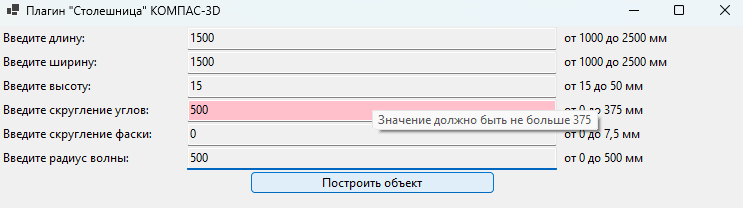 Плагин "Столешница" КОМПАС-3D
Введите длину: 1500 от 1000 до 2500 мм
Введите ширину: 1500 от 1000 до 2500 мм
Введите высоту: 15 от 15 до 50 мм
Введите скругление углов: 500 от 0 до 375 мм
Значение должно быть не больше 375
Введите скругление фаски: 0 от 0 до 7,5 мм
Введите радиус волны: 500 от 0 до 500 мм
Построить объект